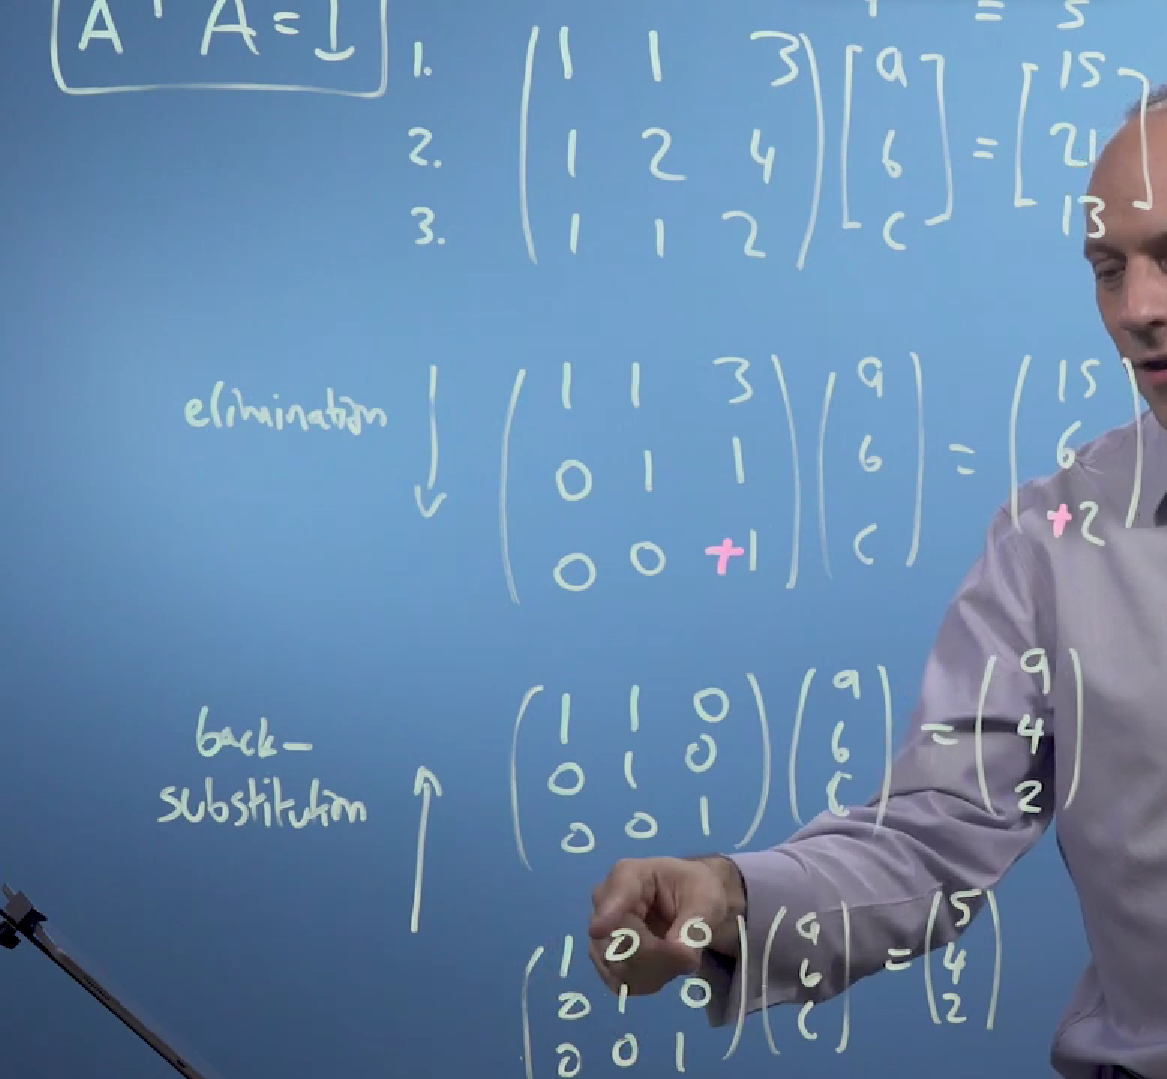 A⁻¹ A = I
= 5
1. ( 1 1 3 ) [ a ] [ 15 ]
2. ( 1 2 4 ) [ b ] = [ 21 ]
3. ( 1 1 2 ) [ c ] [ 13 ]
elimination ↓
( 1 1 3 ) ( a ) ( 15 )
( 0 1 1 ) ( b ) = ( 6 )
( 0 0 +1 ) ( c ) ( +2 )
back-
substitution ↑
( 1 1 0 ) ( a ) ( 9 )
( 0 1 0 ) ( b ) = ( 4 )
( 0 0 1 ) ( c ) ( 2 )
( 1 0 0 ) ( a ) ( 5 )
( 0 1 0 ) ( b ) = ( 4 )
( 0 0 1 ) ( c ) ( 2 )